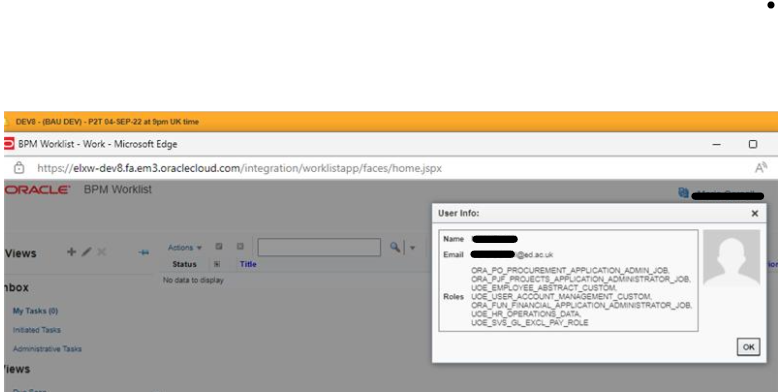 DEV8 - (BAU DEV) - P2T 04-SEP-22 at 9pm UK time
BPM Worklist - Work - Microsoft Edge
https://elxw-dev8.fa.em3.oraclecloud.com/integration/worklistapp/faces/home.jspx
ORACLE BPM Worklist
User Info:
Name
Email @ed.ac.uk
ORA_PO_PROCUREMENT_APPLICATION_ADMIN_JOB,
ORA_PJF_PROJECTS_APPLICATION_ADMINISTRATOR_JOB,
UOE_EMPLOYEE_ABSTRACT_CUSTOM,
Roles UOE_USER_ACCOUNT_MANAGEMENT_CUSTOM,
ORA_FUN_FINANCIAL_APPLICATION_ADMINISTRATOR_JOB,
UOE_HR_OPERATIONS_DATA,
UOE_SVS_GL_EXCL_PAY_ROLE
OK
Views
Actions
Status Title
No data to display
nbox
My Tasks (0)
Initiated Tasks
Administrative Tasks
iews